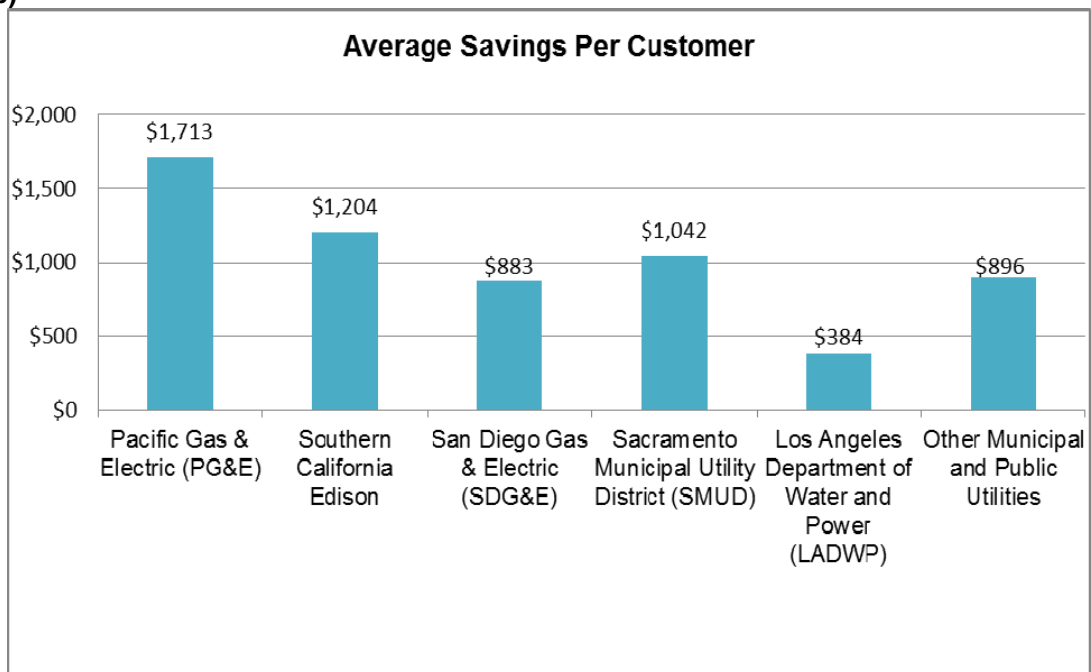 Average Savings Per Customer
$2,000
$1,500
$1,000
$500
$0
$1,713
$1,204
$883
$1,042
$384
$896
Pacific Gas &
Electric (PG&E)
Southern
California
Edison
San Diego Gas
& Electric
(SDG&E)
Sacramento
Municipal Utility
District (SMUD)
Los Angeles
Department of
Water and
Power
(LADWP)
Other Municipal
and Public
Utilities